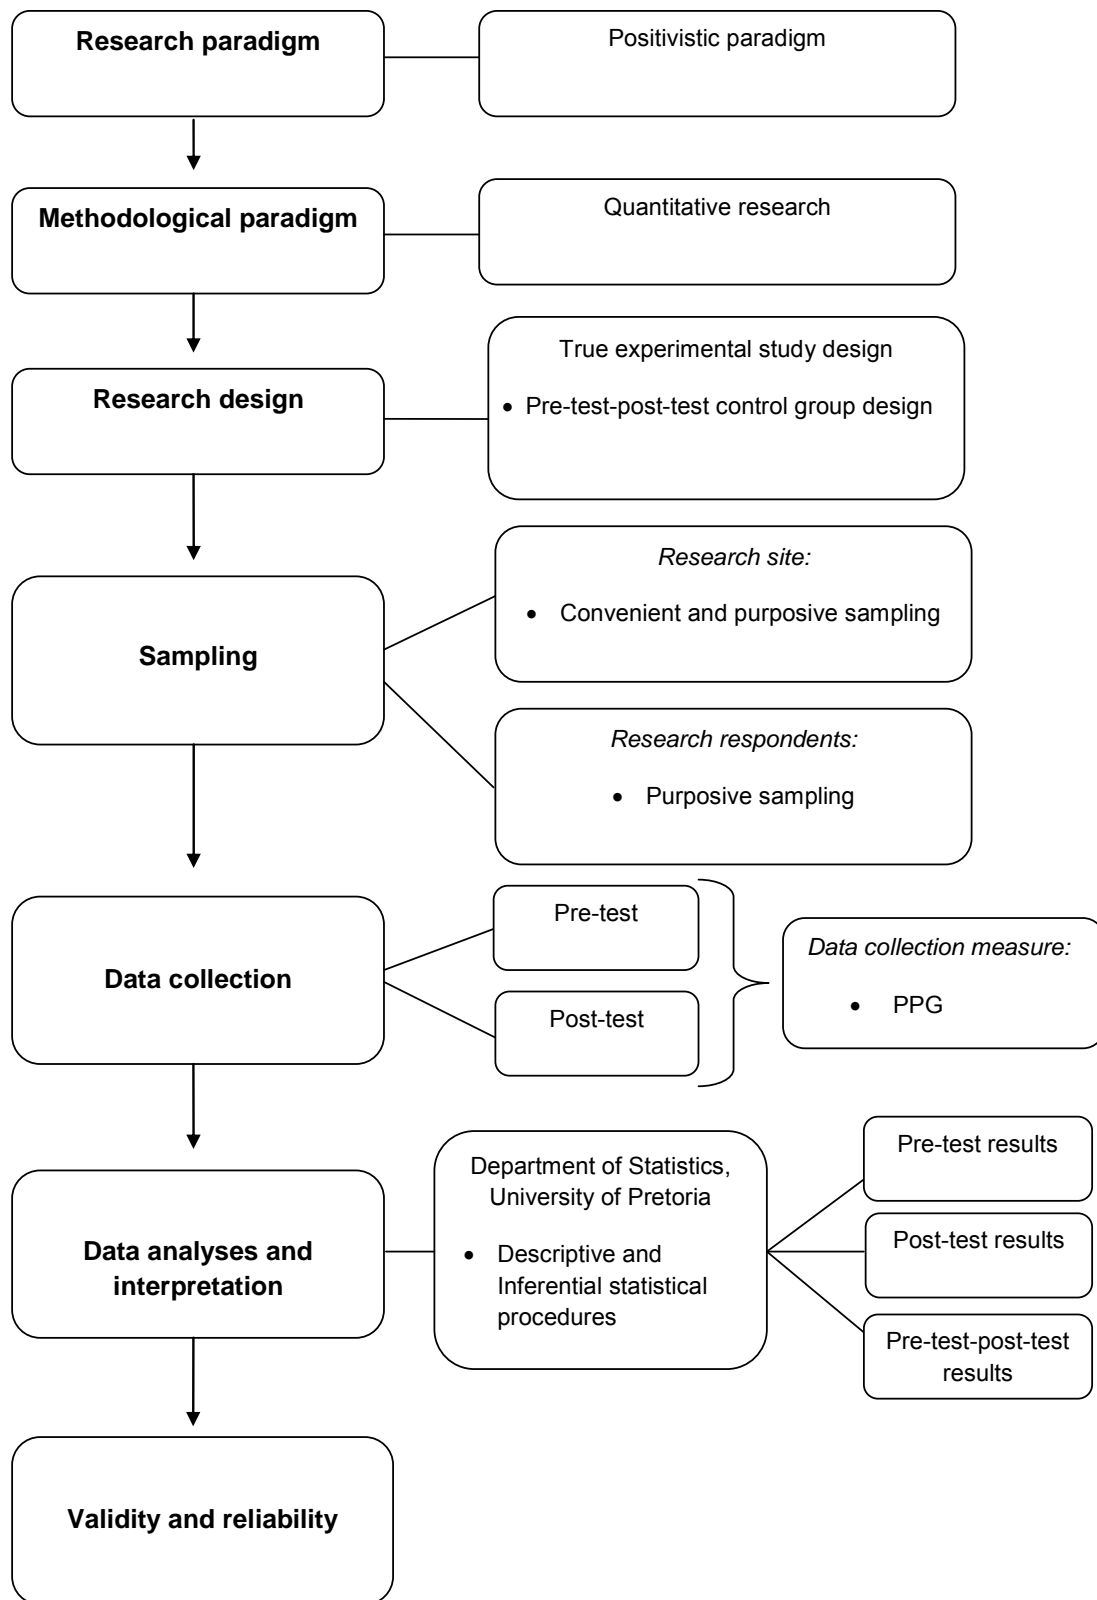 Research paradigm
Positivistic paradigm
Methodological paradigm
Quantitative research
Research design
True experimental study design
• Pre-test-post-test control group design
Sampling
Research site:
• Convenient and purposive sampling
Research respondents:
• Purposive sampling
Data collection
Pre-test
Post-test
Data collection measure:
• PPG
Data analyses and
interpretation
Department of Statistics,
University of Pretoria
• Descriptive and
Inferential statistical
procedures
Pre-test results
Post-test results
Pre-test-post-test
results
Validity and reliability